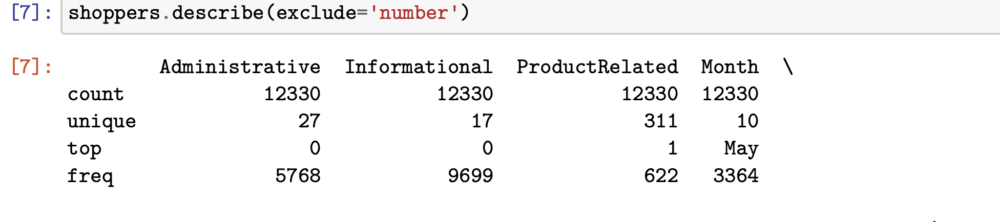 [7]: shoppers.describe(exclude='number')
[7]: Administrative Informational ProductRelated Month \
count 12330 12330 12330 12330
unique 27 17 311 10
top 0 0 1 May
freq 5768 9699 622 3364